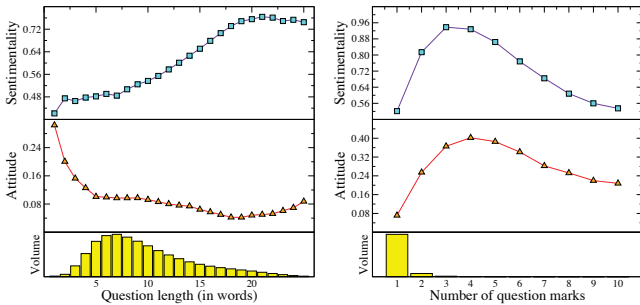 Sentimentality
0.72
0.64
0.56
0.48
Attitude
0.24
0.16
0.08
Volume
5 10 15 20
Question length (in words)
Sentimentality
0.96
0.88
0.80
0.72
0.64
0.56
Attitude
0.40
0.32
0.24
0.16
0.08
Volume
1 2 3 4 5 6 7 8 9 10
Number of question marks